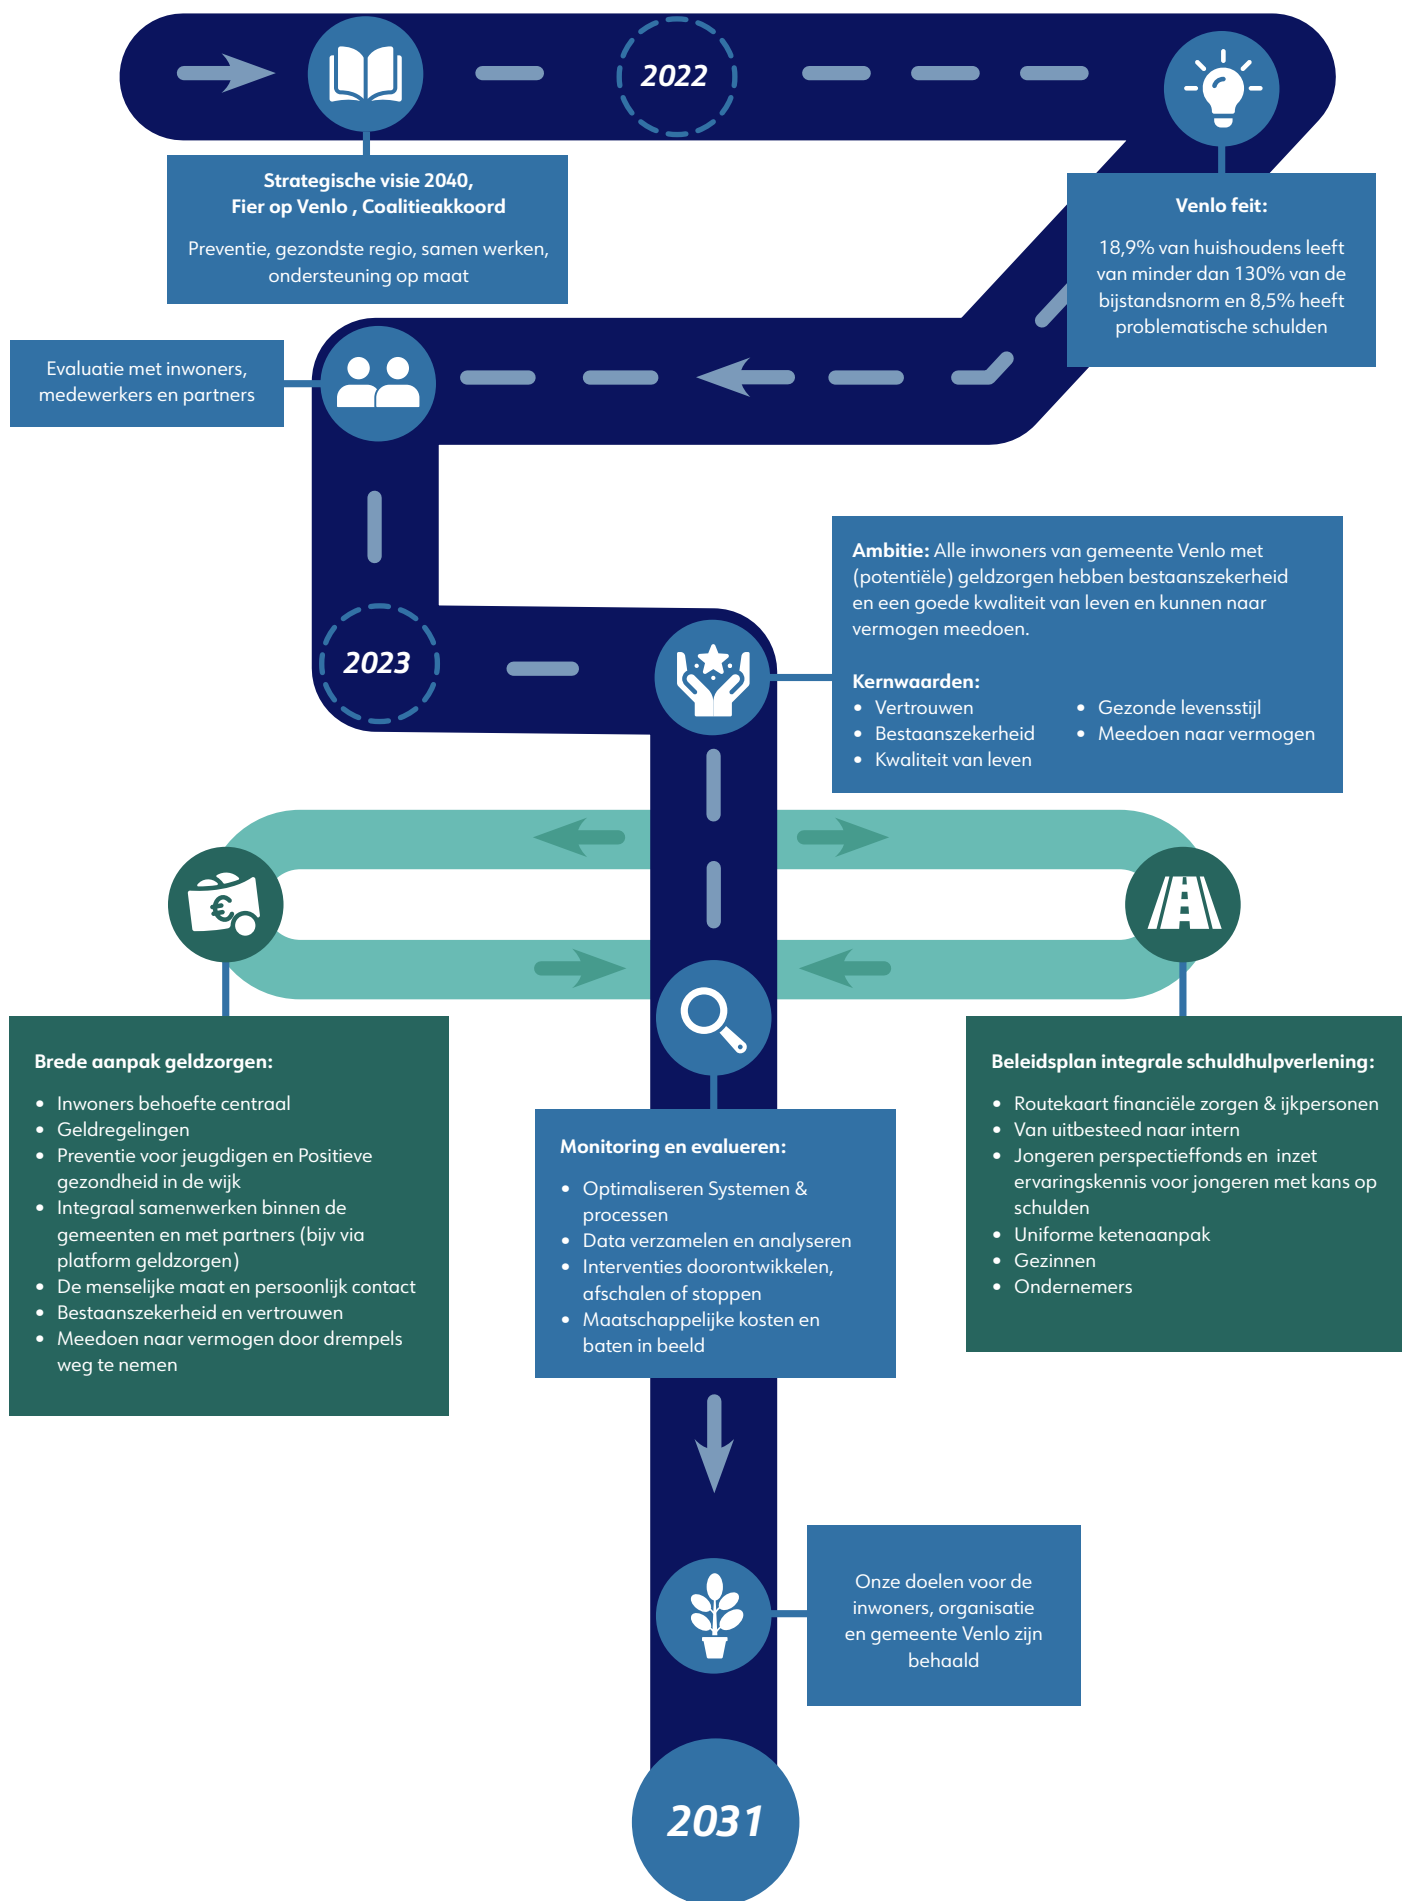 2022
Strategische visie 2040,
Fier op Venlo , Coalitieakkoord
Preventie, gezondste regio, samen werken,
ondersteuning op maat
Venlo feit:
18,9% van huishoudens leeft
van minder dan 130% van de
bijstandsnorm en 8,5% heeft
problematische schulden
Evaluatie met inwoners,
medewerkers en partners
2023
Ambitie: Alle inwoners van gemeente Venlo met
(potentiële) geldzorgen hebben bestaanszekerheid
en een goede kwaliteit van leven en kunnen naar
vermogen meedoen.
Kernwaarden:
• Vertrouwen
• Bestaanszekerheid
• Kwaliteit van leven
• Gezonde levensstijl
• Meedoen naar vermogen
€
Brede aanpak geldzorgen:
• Inwoners behoefte centraal
• Geldregelingen
• Preventie voor jeugdigen en Positieve
gezondheid in de wijk
• Integraal samenwerken binnen de
gemeenten en met partners (bijv via
platform geldzorgen)
• De menselijke maat en persoonlijk contact
• Bestaanszekerheid en vertrouwen
• Meedoen naar vermogen door drempels
weg te nemen
Monitoring en evalueren:
• Optimaliseren Systemen &
processen
• Data verzamelen en analyseren
• Interventies doorontwikkelen,
afschalen of stoppen
• Maatschappelijke kosten en
baten in beeld
Beleidsplan integrale schuldhulpverlening:
• Routekaart financiële zorgen & ijkpersonen
• Van uitbesteed naar intern
• Jongeren perspectieffonds en inzet
ervaringskennis voor jongeren met kans op
schulden
• Uniforme ketenaanpak
• Gezinnen
• Ondernemers
Onze doelen voor de
inwoners, organisatie
en gemeente Venlo zijn
behaald
2031